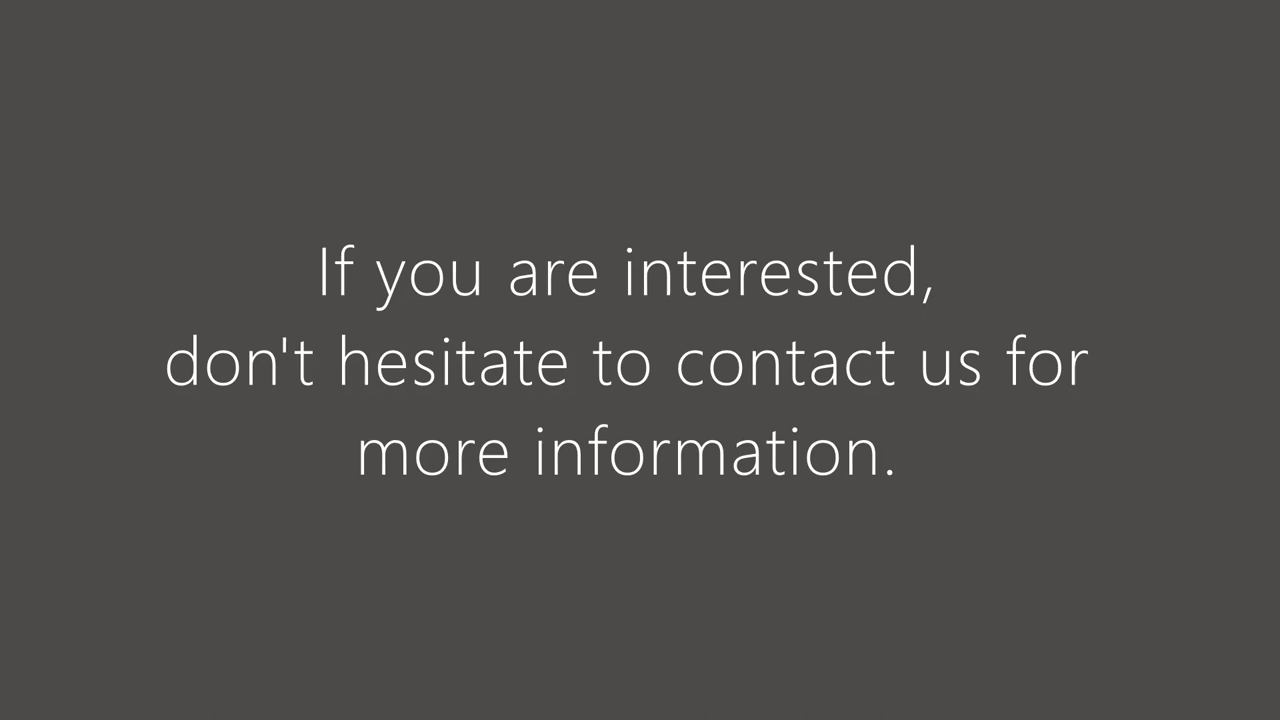 If you are interested,
don't hesitate to contact us for
more information.